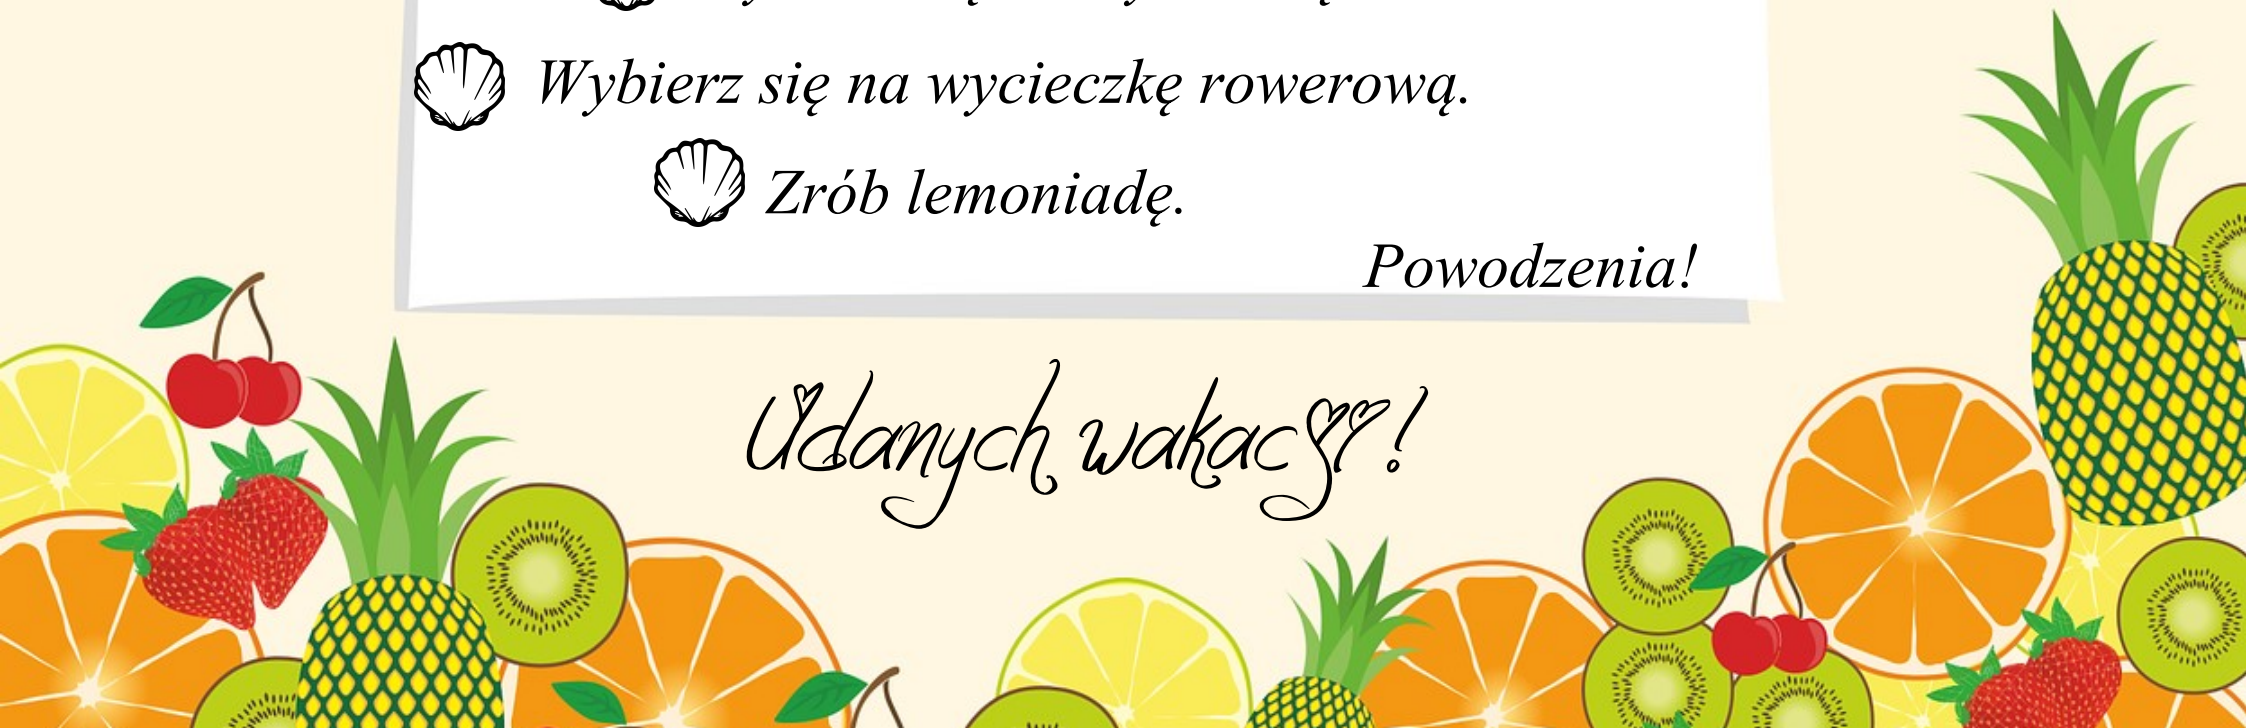 Wybierz się na wycieczkę rowerową.
Zrób lemoniadę.
Powodzenia!
Udanych wakacji!